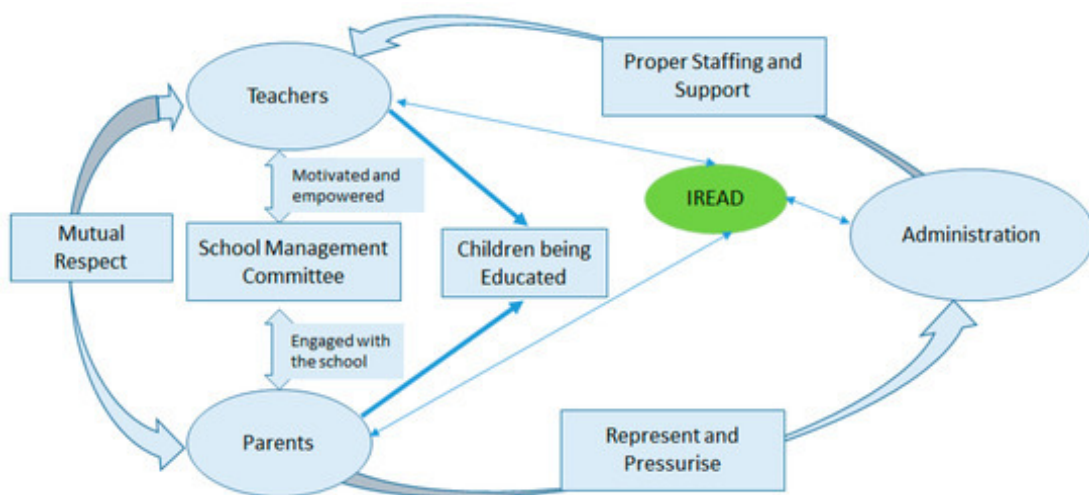 Proper Staffing and
Support
Teachers
Motivated and
empowered
IREAD
Mutual
Respect
School Management
Committee
Children being
Educated
Administration
Engaged with
the school
Parents
Represent and
Pressurise